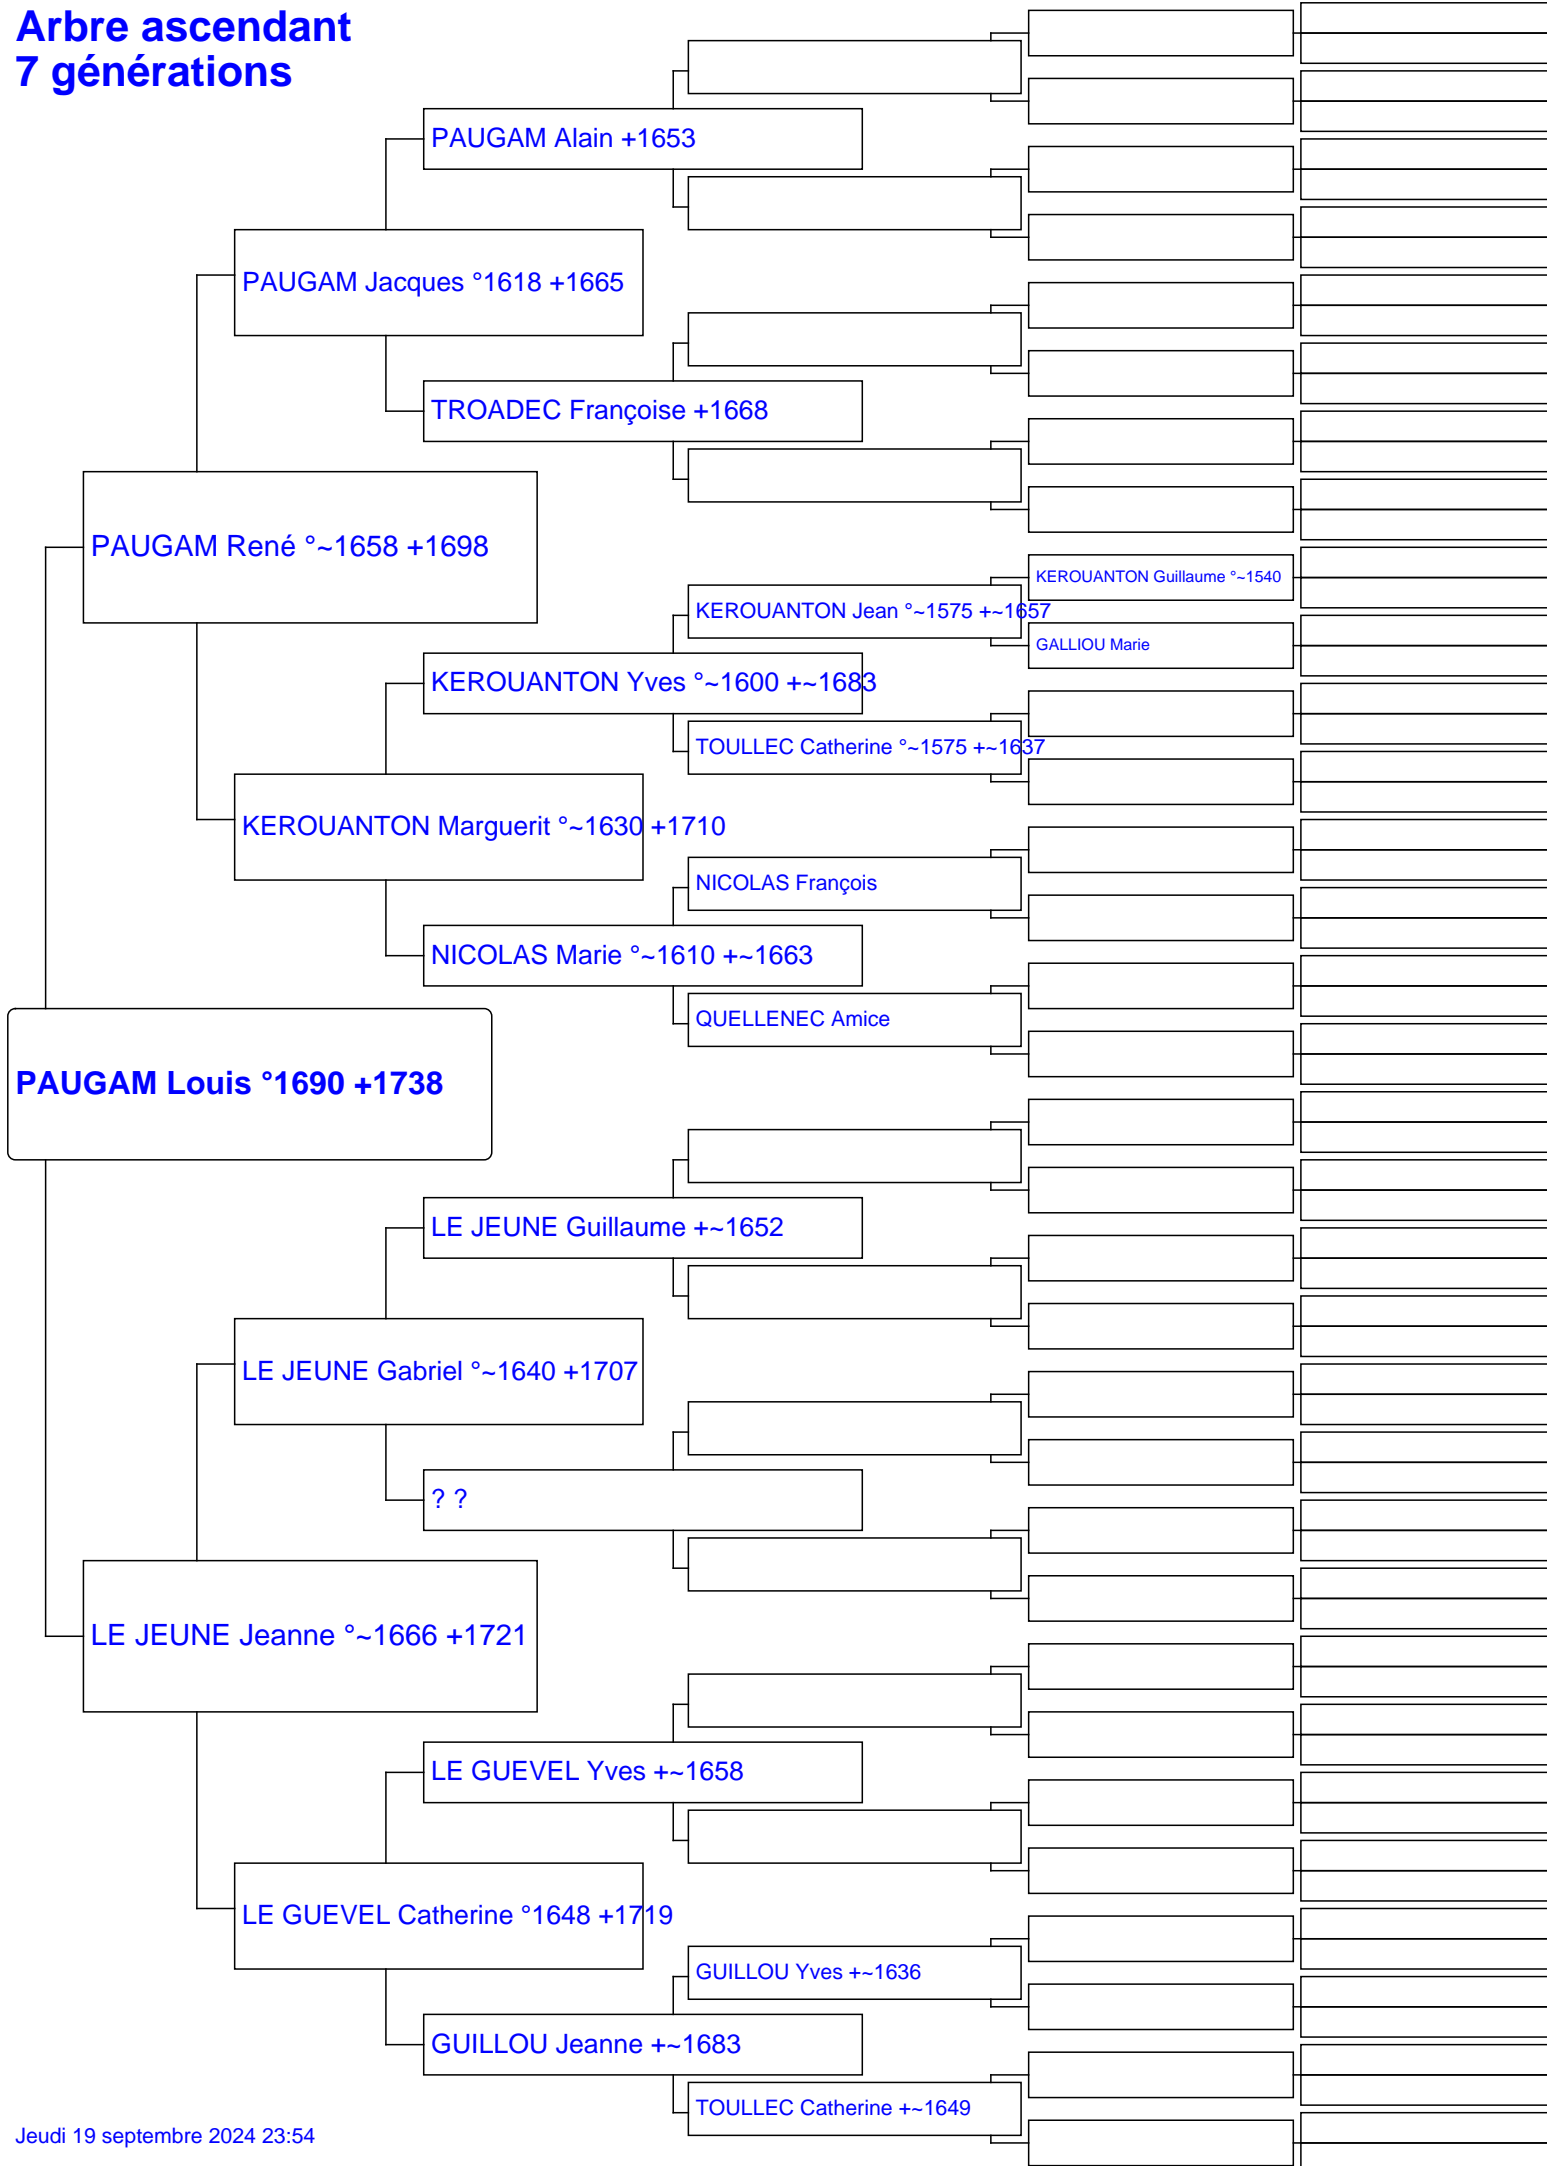 Arbre ascendant
7 générations
PAUGAM Alain +1653
PAUGAM Jacques °1618 +1665
TROADEC Françoise +1668
PAUGAM René °~1658 +1698
KEROUANTON Guillaume °~1540
KEROUANTON Jean °~1575 +~1657
GALLIOU Marie
KEROUANTON Yves °~1600 +~1683
TOULLEC Catherine °~1575 +~1637
KEROUANTON Marguerit °~1630 +1710
NICOLAS François
NICOLAS Marie °~1610 +~1663
QUELLENEC Amice
PAUGAM Louis °1690 +1738
LE JEUNE Guillaume +~1652
LE JEUNE Gabriel °~1640 +1707
? ?
LE JEUNE Jeanne °~1666 +1721
LE GUEVEL Yves +~1658
LE GUEVEL Catherine °1648 +1719
GUILLOU Yves +~1636
GUILLOU Jeanne +~1683
TOULLEC Catherine +~1649
Jeudi 19 septembre 2024 23:54